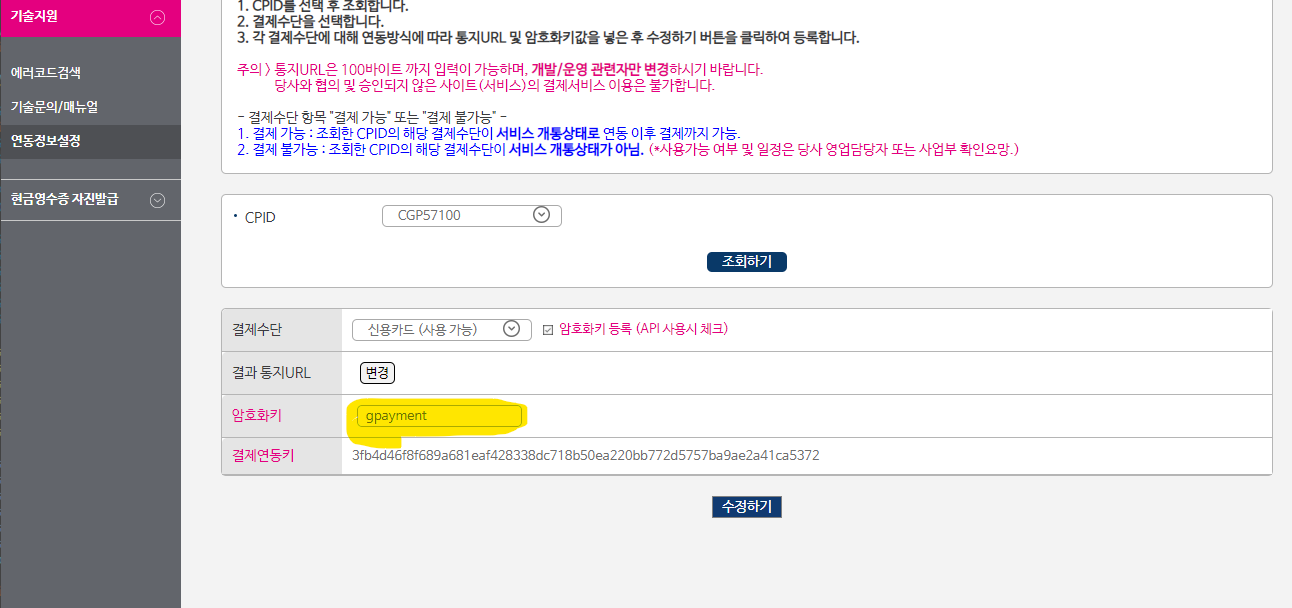 기술지원
에러코드검색
기술문의/매뉴얼
연동정보설정
현금영수증 자진발급
1. CPID를 선택 후 조회합니다.
2. 결제수단을 선택합니다.
3. 각 결제수단에 대해 연동방식에 따라 통지URL 및 암호화키값을 넣은 후 수정하기 버튼을 클릭하여 등록합니다.
주의 > 통지URL은 100바이트 까지 입력이 가능하며, 개발/운영 관련자만 변경하시기 바랍니다.
당사와 협의 및 승인되지 않은 사이트(서비스)의 결제서비스 이용은 불가합니다.
- 결제수단 항목 "결제 가능" 또는 "결제 불가능" -
1. 결제 가능 : 조회한 CPID의 해당 결제수단이 서비스 개통상태로 연동 이후 결제까지 가능.
2. 결제 불가능 : 조회한 CPID의 해당 결제수단이 서비스 개통상태가 아님. (*사용가능 여부 및 일정은 당사 영업담당자 또는 사업부 확인요망.)
• CPID CGP57100
조회하기
결제수단 신용카드 (사용 가능) 암호화키 등록 (API 사용시 체크)
결과 통지URL 변경
암호화키 gpayment
결제연동키 3fb4d46f8f689a681eaf428338dc718b50ea220bb772d5757ba9ae2a41ca5372
수정하기